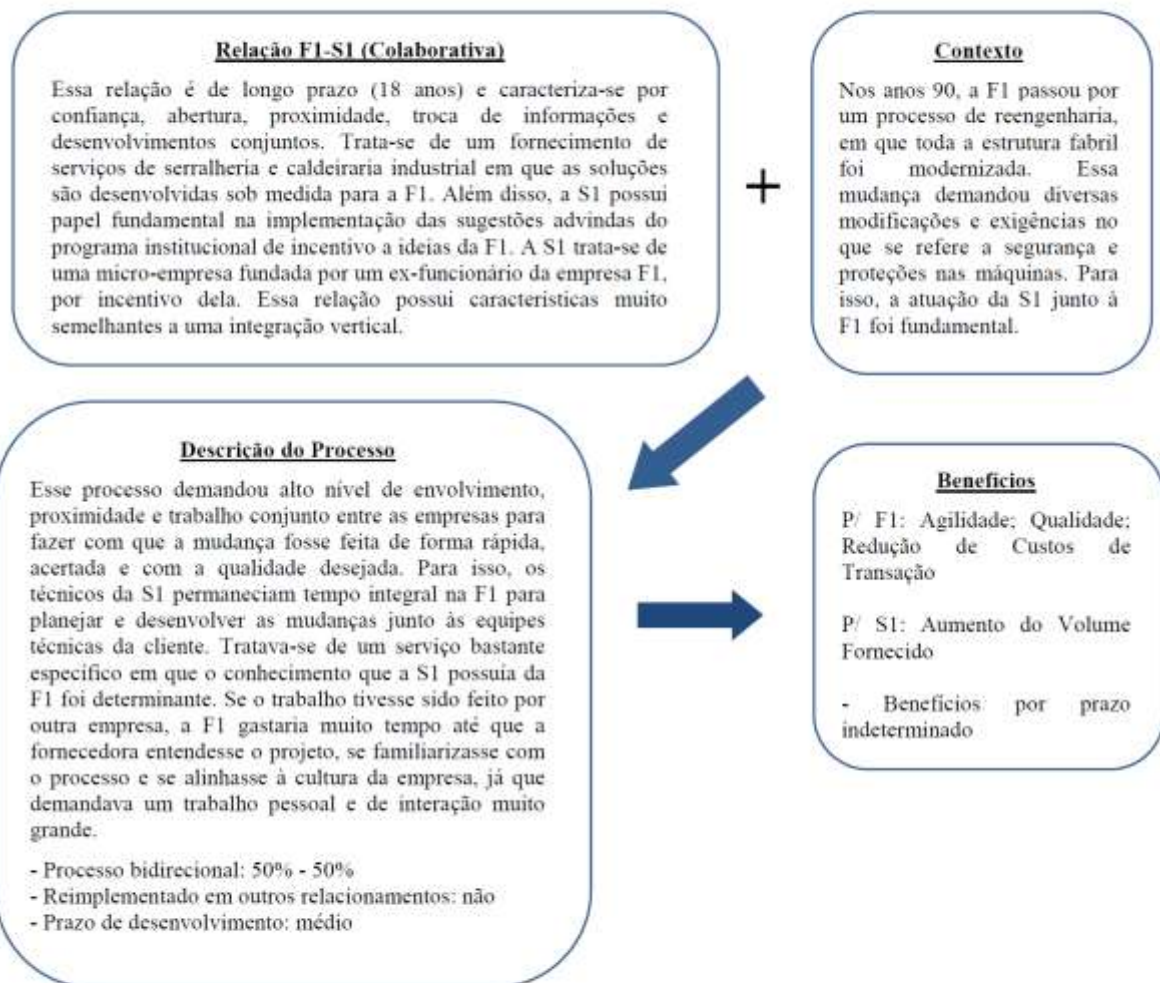 Relação F1-S1 (Colaborativa)
Essa relação é de longo prazo (18 anos) e caracteriza-se por
confiança, abertura, proximidade, troca de informações e
desenvolvimentos conjuntos. Trata-se de um fornecimento de
serviços de serralheria e caldeiraria industrial em que as soluções
são desenvolvidas sob medida para a F1. Além disso, a S1 possui
papel fundamental na implementação das sugestões advindas do
programa institucional de incentivo a ideias da F1. A S1 trata-se de
uma micro-empresa fundada por um ex-funcionário da empresa F1,
por incentivo dela. Essa relação possui características muito
semelhantes a uma integração vertical.
+
Contexto
Nos anos 90, a F1 passou por
um processo de reengenharia,
em que toda a estrutura fabril
foi modernizada. Essa
mudança demandou diversas
modificações e exigências no
que se refere a segurança e
proteções nas máquinas. Para
isso, a atuação da S1 junto à
F1 foi fundamental.
Descrição do Processo
Esse processo demandou alto nível de envolvimento,
proximidade e trabalho conjunto entre as empresas para
fazer com que a mudança fosse feita de forma rápida,
acertada e com a qualidade desejada. Para isso, os
técnicos da S1 permaneciam tempo integral na F1 para
planejar e desenvolver as mudanças junto às equipes
técnicas da cliente. Tratava-se de um serviço bastante
específico em que o conhecimento que a S1 possuía da
F1 foi determinante. Se o trabalho tivesse sido feito por
outra empresa, a F1 gastaria muito tempo até que a
fornecedora entendesse o projeto, se familiarizasse com
o processo e se alinhasse à cultura da empresa, já que
demandava um trabalho pessoal e de interação muito
grande.
- Processo bidirecional: 50% - 50%
- Reimplementado em outros relacionamentos: não
- Prazo de desenvolvimento: médio
Benefícios
P/ F1: Agilidade; Qualidade;
Redução de Custos de
Transação
P/ S1: Aumento do Volume
Fornecido
- Benefícios por prazo
indeterminado